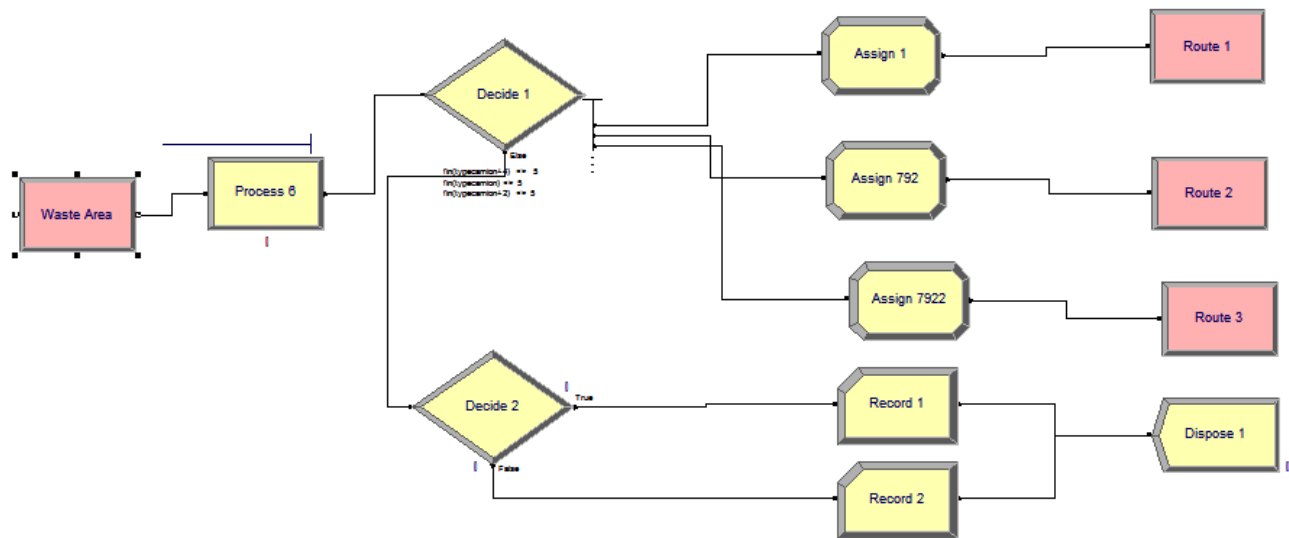 Waste Area
Process 6
Decide 1
Else
Assign 1
Route 1
Assign 792
Route 2
Assign 7922
Route 3
Decide 2
True
False
Record 1
Record 2
Dispose 1